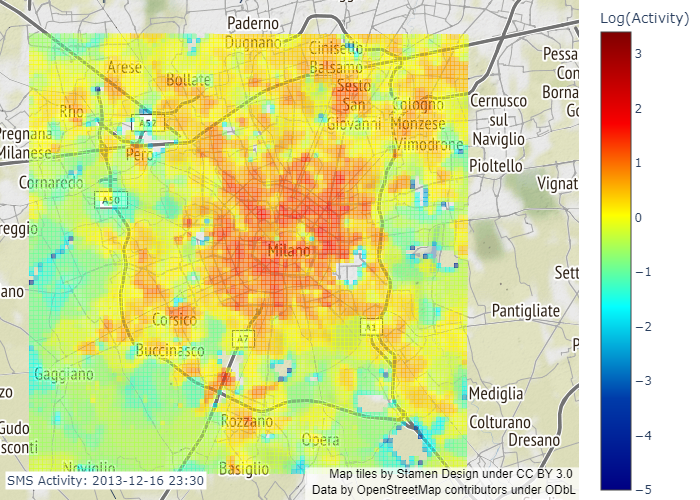 Log(Activity)
Paderno
Dugnano
Cinisello
Balsamo
Arese
Bollate
Pessa
Con
Borna
Go
Sesto
San
Giovanni
Rho
Cologno
Monzese
Cernusco
sul
Naviglio
A52
Pregnana
Milanese
Pero
Vimodrone
Pioltello
Cornaredo
Vignat
A50
reggio
Milano
Sett
ano
Pantigliate
Corsico
A7
A1
P
Buccinasco
Gaggiano
zo
Mediglia
Gudo
sconti
Rozzano
Colturano
Dresano
Opera
Noviglio
Basiglio
SMS Activity: 2013-12-16 23:30
Map tiles by Stamen Design under CC BY 3.0
Data by OpenStreetMap contributors under ODbL
3
2
1
0
−1
−2
−3
−4
−5